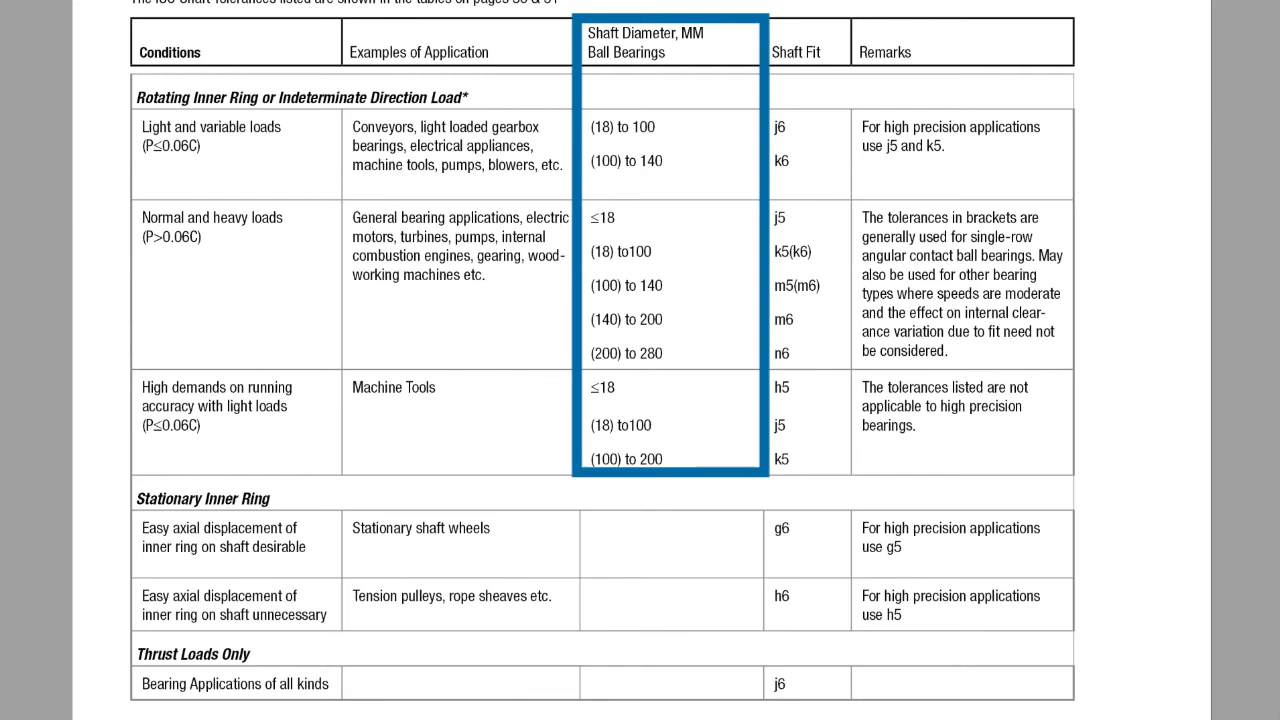 Conditions
Examples of Application
Shaft Diameter, MM
Ball Bearings
Shaft Fit
Remarks
Rotating Inner Ring or Indeterminate Direction Load*
Light and variable loads
(P≤0.06C)
Conveyors, light loaded gearbox
bearings, electrical appliances,
machine tools, pumps, blowers, etc.
(18) to 100
(100) to 140
j6
k6
For high precision applications
use j5 and k5.
Normal and heavy loads
(P>0.06C)
General bearing applications, electric
motors, turbines, pumps, internal
combustion engines, gearing, wood-
working machines etc.
≤18
(18) to100
(100) to 140
(140) to 200
(200) to 280
j5
k5(k6)
m5(m6)
m6
n6
The tolerances in brackets are
generally used for single-row
angular contact ball bearings. May
also be used for other bearing
types where speeds are moderate
and the effect on internal clear-
ance variation due to fit need not
be considered.
High demands on running
accuracy with light loads
(P≤0.06C)
Machine Tools
≤18
(18) to100
(100) to 200
h5
j5
k5
The tolerances listed are not
applicable to high precision
bearings.
Stationary Inner Ring
Easy axial displacement of
inner ring on shaft desirable
Stationary shaft wheels
g6
For high precision applications
use g5
Easy axial displacement of
inner ring on shaft unnecessary
Tension pulleys, rope sheaves etc.
h6
For high precision applications
use h5
Thrust Loads Only
Bearing Applications of all kinds
j6